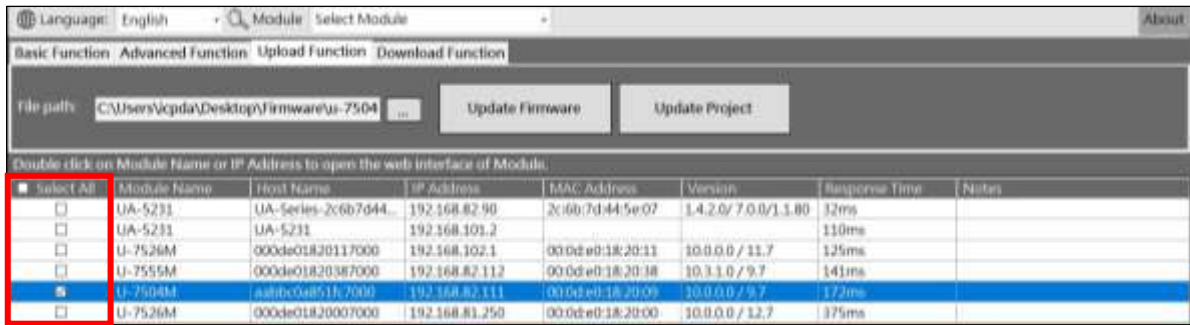 Language: English Module Select Module About
Basic Function Advanced Function Upload Function Download Function
File path: C:\Users\icpda\Desktop\Firmware\u-7504 ... Update Firmware Update Project
Double click on Module Name or IP Address to open the web interface of Module.
Select All Module Name Host Name IP Address MAC Address Version Response Time Notes
UA-5231 UA-Series-2c6b7d44... 192.168.82.90 2c:6b:7d:44:5e:07 1.4.2.0/ 7.0.0/1.1.80 32ms
UA-5231 UA-5231 192.168.101.2 110ms
U-7526M 000de01820117000 192.168.102.1 00:0d:e0:18:20:11 10.0.0.0 / 11.7 125ms
U-7555M 000de01820387000 192.168.82.112 00:0d:e0:18:20:38 10.3.1.0 / 9.7 141ms
U-7504M 192.168.82.111 00:0d:e0:18:20:09 10.0.0.0 / 9.7 172ms
U-7526M 000de01820007000 192.168.81.250 00:0d:e0:18:20:00 10.0.0.0 / 12.7 375ms